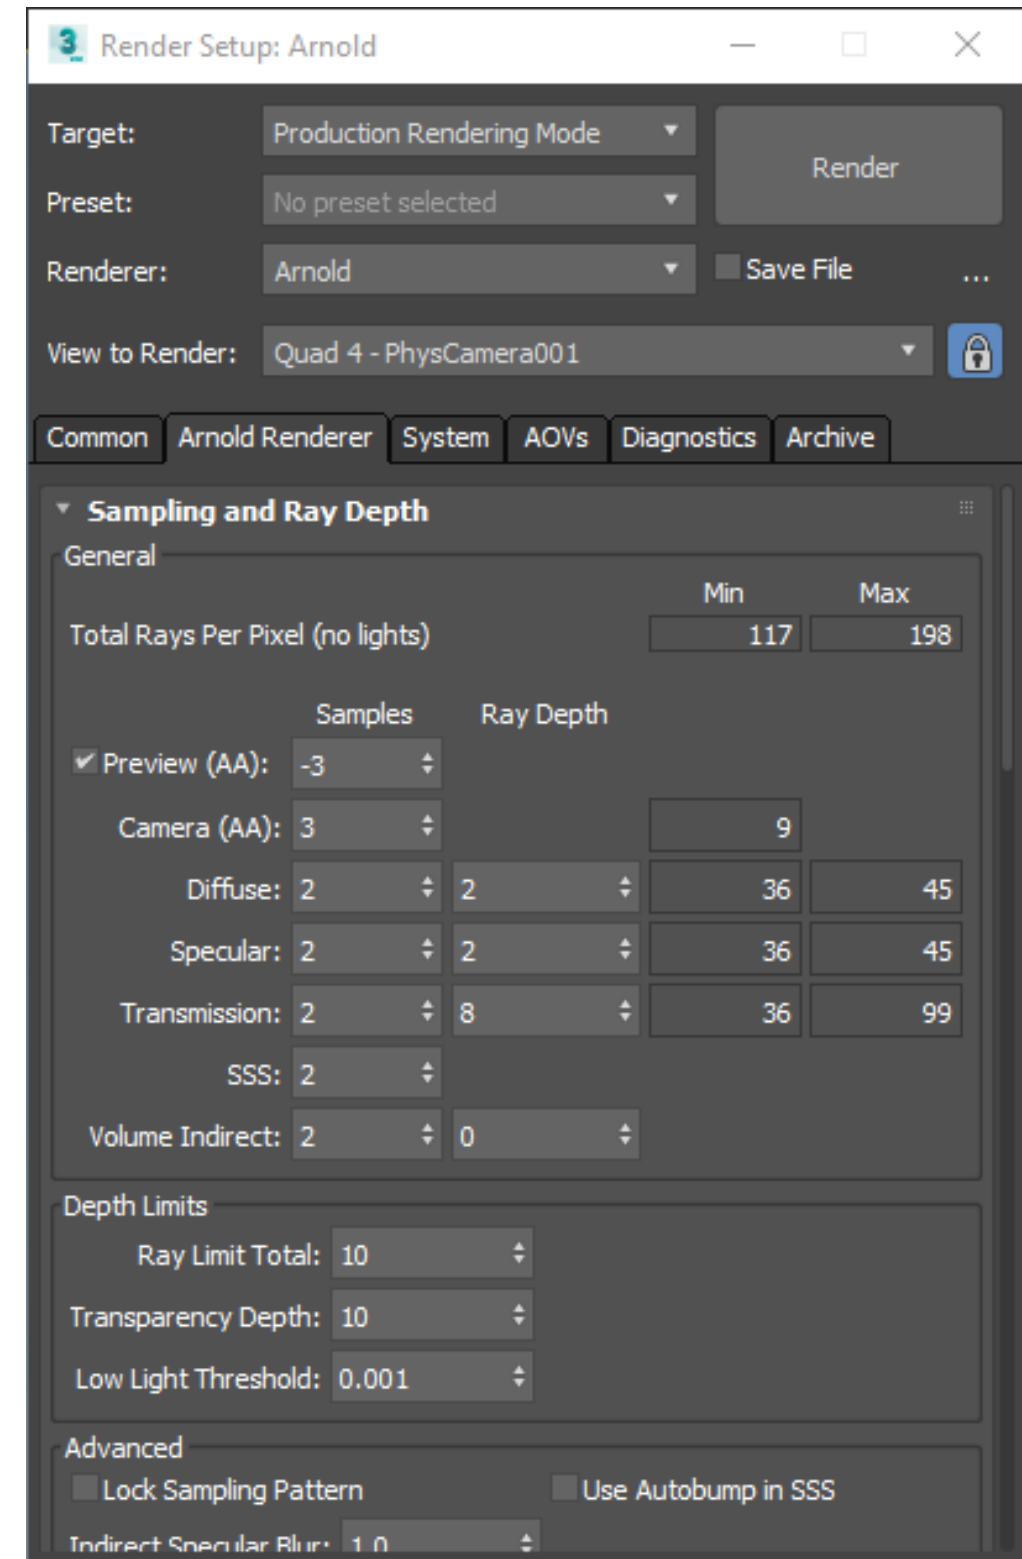 Render Setup: Arnold
Target: Production Rendering Mode Render
Preset: No preset selected
Renderer: Arnold Save File ...
View to Render: Quad 4 - PhysCamera001
Common Arnold Renderer System AOVs Diagnostics Archive
Sampling and Ray Depth
General
Min Max
Total Rays Per Pixel (no lights) 117 198
Samples Ray Depth
Preview (AA): -3
Camera (AA): 3 9
Diffuse: 2 2 36 45
Specular: 2 2 36 45
Transmission: 2 8 36 99
SSS: 2
Volume Indirect: 2 0
Depth Limits
Ray Limit Total: 10
Transparency Depth: 10
Low Light Threshold: 0.001
Advanced
Lock Sampling Pattern Use Autobump in SSS
Indirect Specular Blur: 1.0